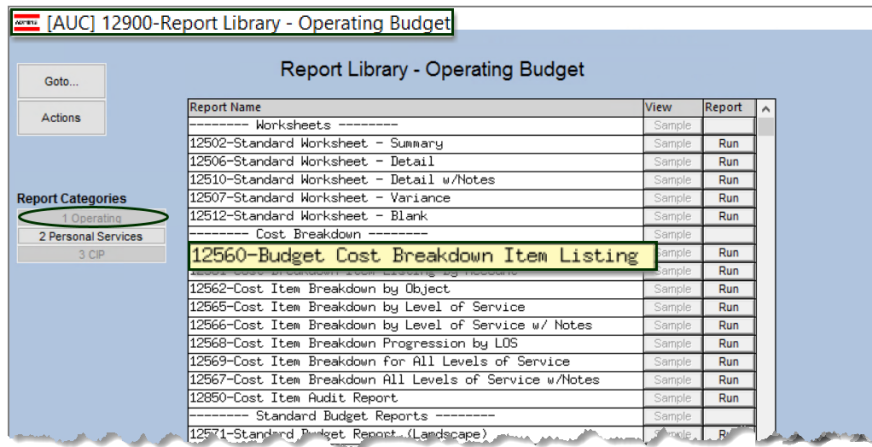 [AUC] 12900-Report Library - Operating Budget
Report Library - Operating Budget
Goto...
Actions
Report Categories
1 Operating
2 Personal Services
3 CIP
Report Name View Report
-------- Worksheets -------- Sample
12502-Standard Worksheet - Summary Sample Run
12506-Standard Worksheet - Detail Sample Run
12510-Standard Worksheet - Detail w/Notes Sample Run
12507-Standard Worksheet - Variance Sample Run
12512-Standard Worksheet - Blank Sample Run
-------- Cost Breakdown -------- Sample
12560-Budget Cost Breakdown Item Listing Sample Run
Sample Run
12562-Cost Item Breakdown by Object Sample Run
12565-Cost Item Breakdown by Level of Service Sample Run
12566-Cost Item Breakdown by Level of Service w/ Notes Sample Run
12568-Cost Item Breakdown Progression by LOS Sample Run
12569-Cost Item Breakdown for All Levels of Service Sample Run
12567-Cost Item Breakdown All Levels of Service w/Notes Sample Run
12850-Cost Item Audit Report Sample Run
-------- Standard Budget Reports -------- Sample
12571-Standard Budget Report (Landscape)